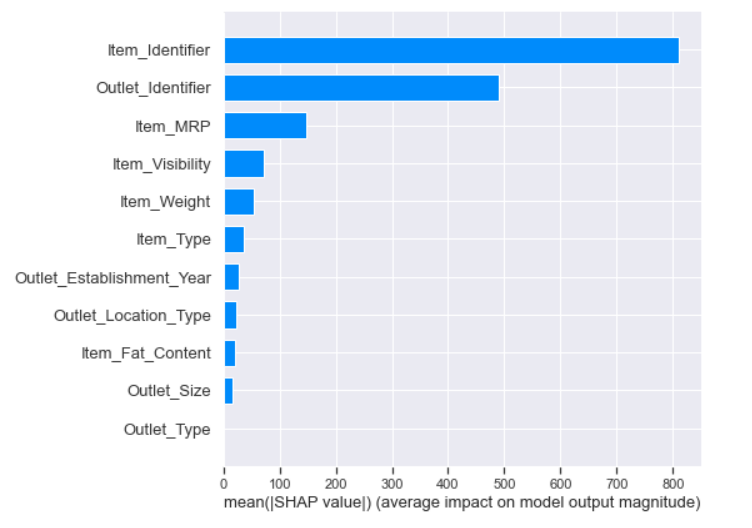 Item_Identifier
Outlet_Identifier
Item_MRP
Item_Visibility
Item_Weight
Item_Type
Outlet_Establishment_Year
Outlet_Location_Type
Item_Fat_Content
Outlet_Size
Outlet_Type
0 100 200 300 400 500 600 700 800
mean(|SHAP value|) (average impact on model output magnitude)